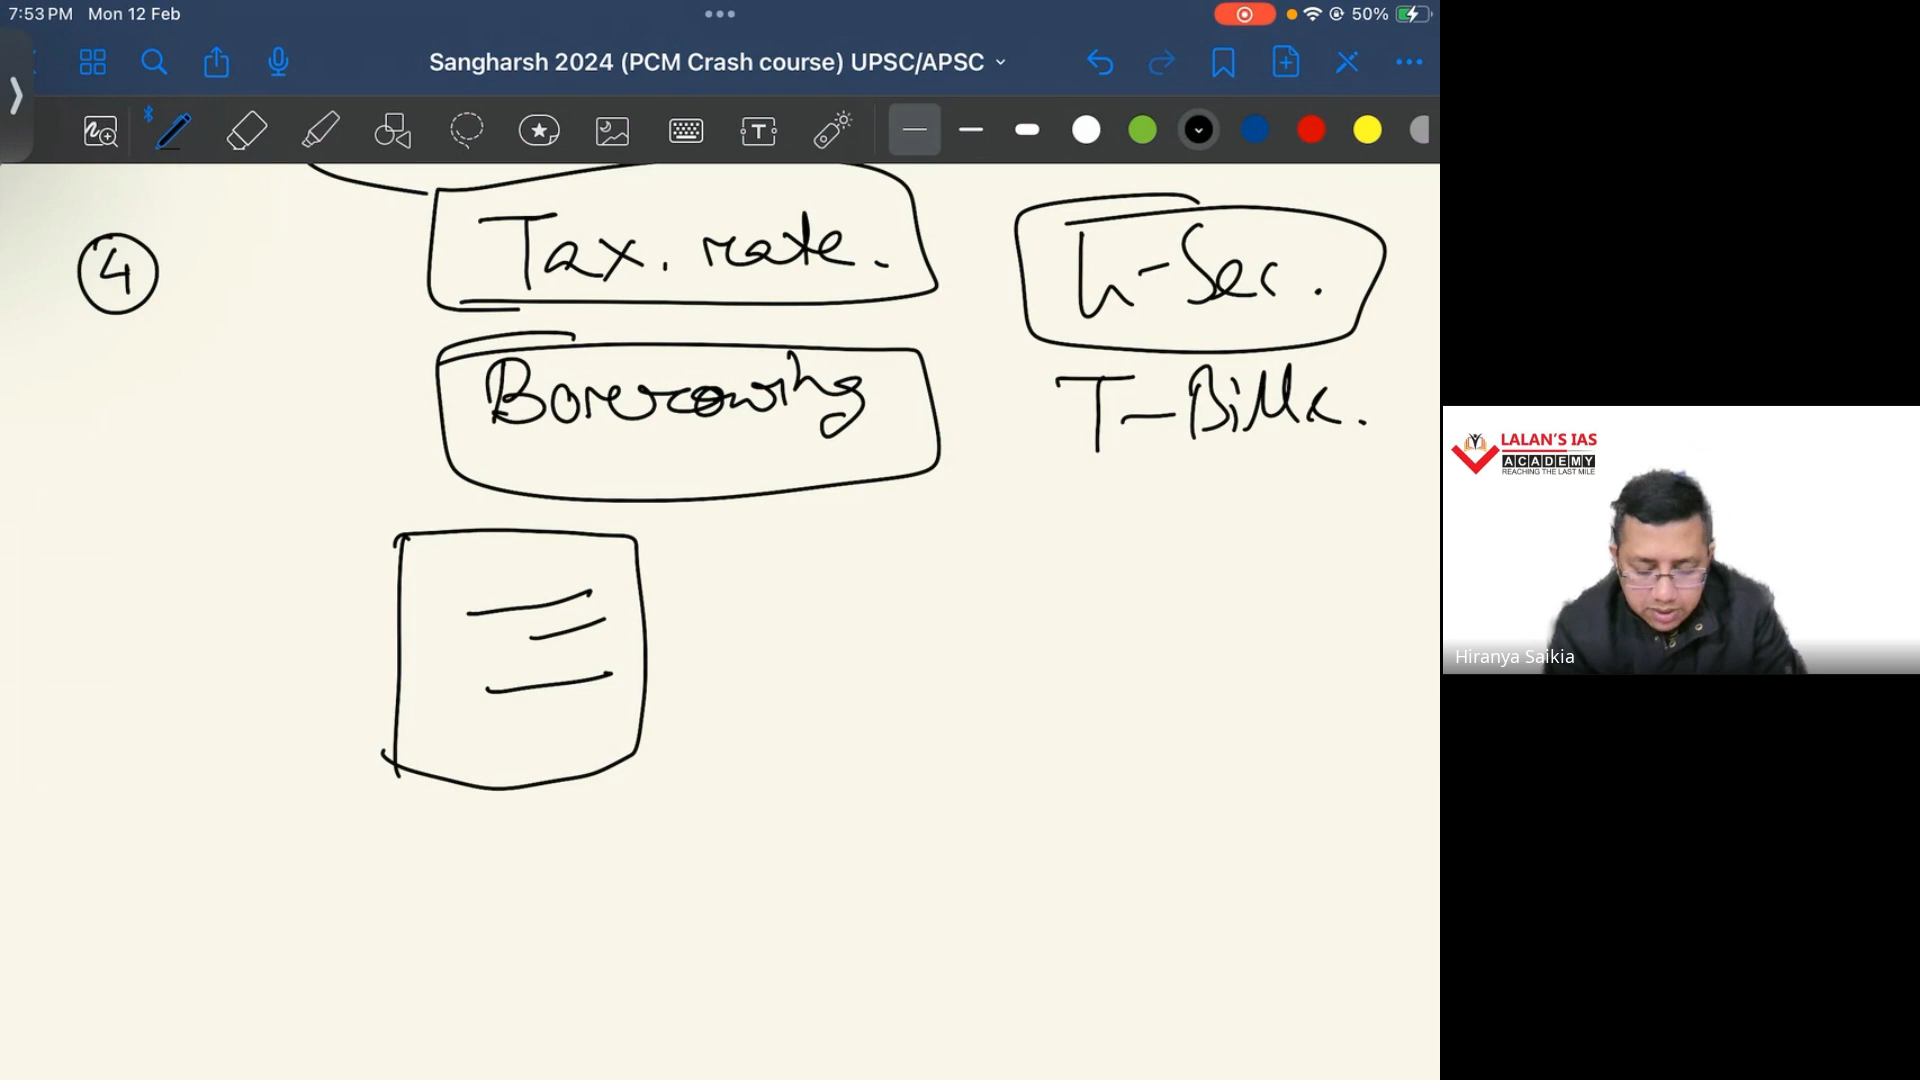 7:53 PM Mon 12 Feb
50%
Sangharsh 2024 (PCM Crash course) UPSC/APSC
T
4
Tax. rate.
G-Sec.
Borrowing
T-Bills.
LALAN'S IAS
ACADEMY
REACHING THE LAST MILE
Hiranya Saikia